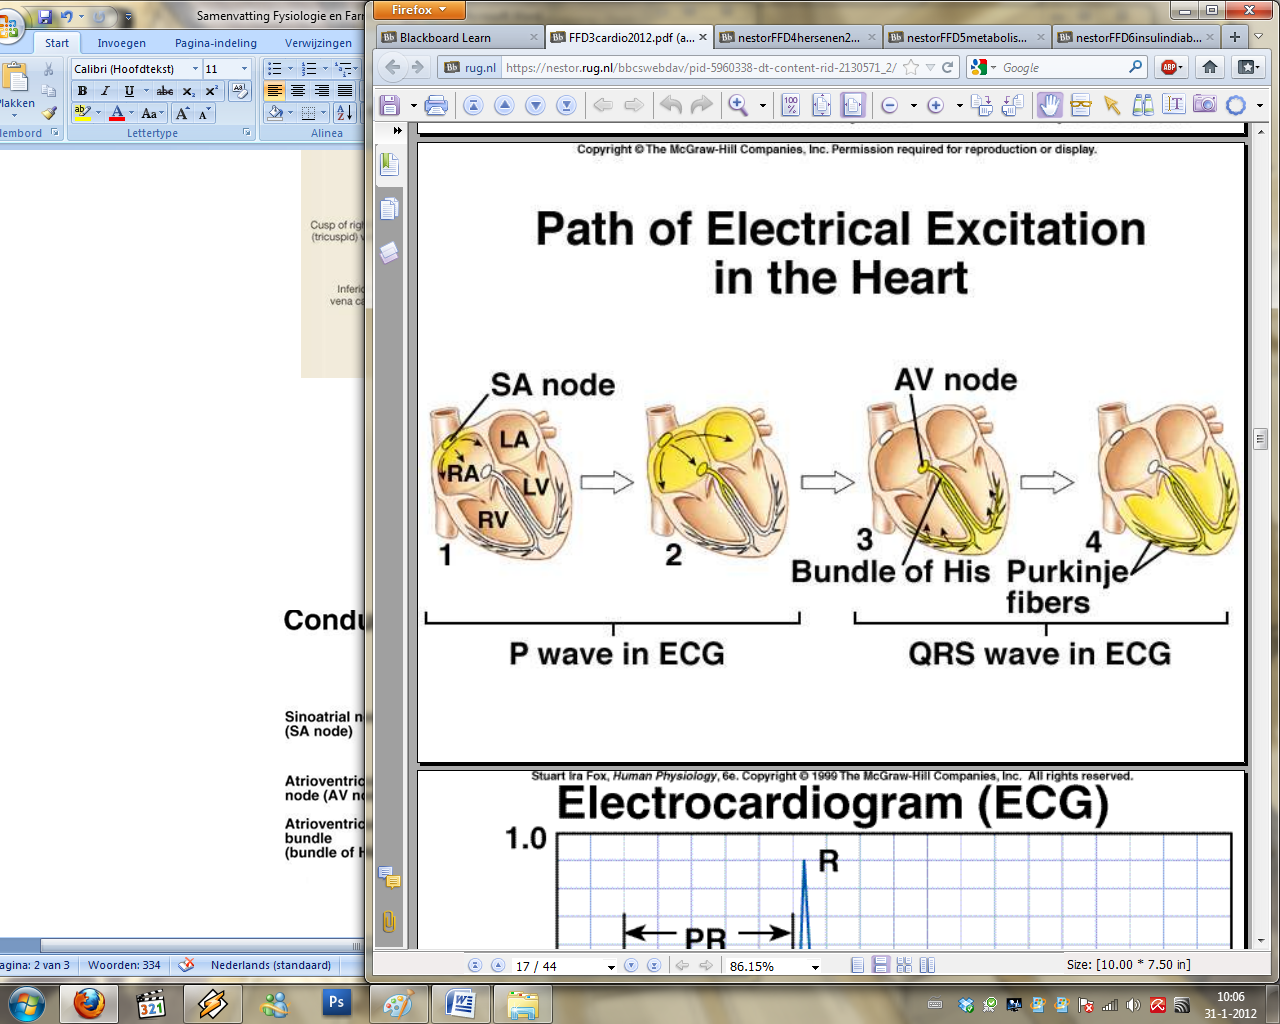 Samenvatting Fysiologie en Farr
Start Invoegen Pagina-indeling Verwijzingen
Plakken
Calibri (Hoofdtekst) 11
Lettertype Alinea
Cusp of righ
(tricuspid) v
Inferio
vena ca
Condu
Sinoatrial n
(SA node)
Atrioventric
node (AV no
Atrioventric
bundle
(bundle of H
agina: 2 van 3 Woorden: 334 Nederlands (standaard)
Firefox
Blackboard Learn FFD3cardio2012.pdf (a... nestorFFD4hersenen2... nestorFFD5metabolis... nestorFFD6insulindiab...
rug.nl https://nestor.rug.nl/bbcswebdav/pid-5960338-dt-content-rid-2130571_2/ Google
Copyright © The McGraw-Hill Companies, Inc. Permission required for reproduction or display.
Path of Electrical Excitation
in the Heart
SA node AV node
LA
RA LV
RV
1 2 3 4
Bundle of His Purkinje
fibers
P wave in ECG QRS wave in ECG
Stuart Ira Fox, Human Physiology, 6e. Copyright © 1999 The McGraw-Hill Companies, Inc. All rights reserved.
Electrocardiogram (ECG)
1.0
R
PR
17 / 44 86.15% Size: [10.00 * 7.50 in]
321 Ps
10:06
31-1-2012